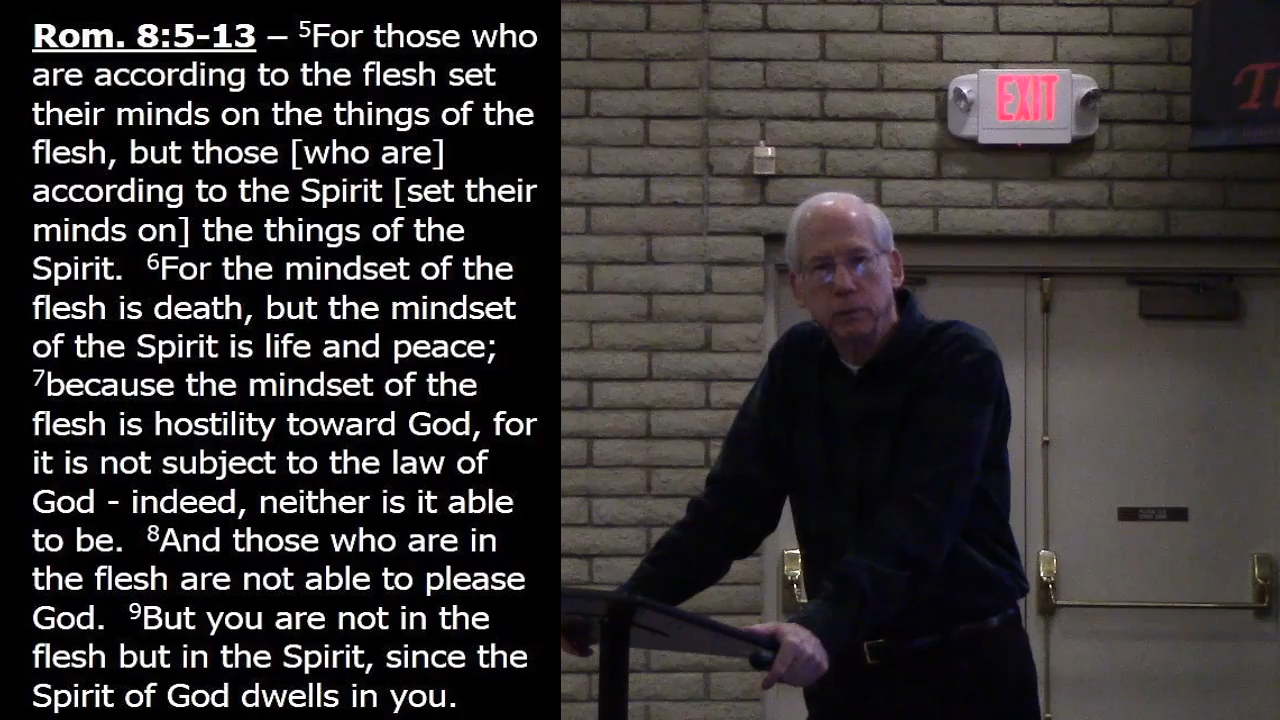 Rom. 8:5-13 – ⁵For those who
are according to the flesh set
their minds on the things of the
flesh, but those [who are]
according to the Spirit [set their
minds on] the things of the
Spirit.  ⁶For the mindset of the
flesh is death, but the mindset
of the Spirit is life and peace;
⁷because the mindset of the
flesh is hostility toward God, for
it is not subject to the law of
God - indeed, neither is it able
to be.  ⁸And those who are in
the flesh are not able to please
God.  ⁹But you are not in the
flesh but in the Spirit, since the
Spirit of God dwells in you.
EXIT